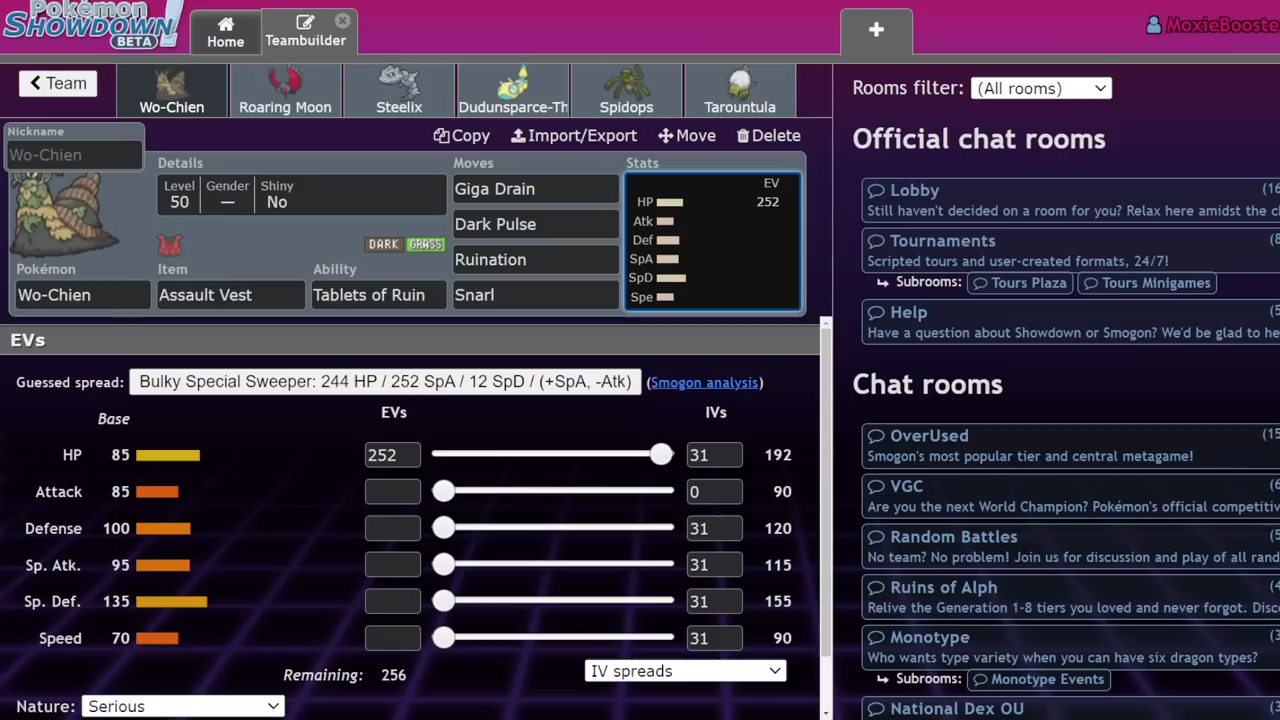 Pokémon
SHOWDOWN!
BETA
Home
Teambuilder
+
MoxieBooste
Team
Wo-Chien
Roaring Moon
Steelix
Dudunsparce-Th
Spidops
Tarountula
Copy
Import/Export
Move
Delete
Nickname
Wo-Chien
Details
Level
50
Gender
—
Shiny
No
DARK
GRASS
Pokémon
Wo-Chien
Item
Assault Vest
Ability
Tablets of Ruin
Moves
Giga Drain
Dark Pulse
Ruination
Snarl
Stats
EV
HP 252
Atk
Def
SpA
SpD
Spe
EVs
Guessed spread: Bulky Special Sweeper: 244 HP / 252 SpA / 12 SpD / (+SpA, -Atk) (Smogon analysis)
Base EVs IVs
HP 85 252 31 192
Attack 85 0 90
Defense 100 31 120
Sp. Atk. 95 31 115
Sp. Def. 135 31 155
Speed 70 31 90
Remaining: 256
IV spreads
Nature: Serious
Rooms filter: (All rooms)
Official chat rooms
Lobby (16
Still haven't decided on a room for you? Relax here amidst the c
Tournaments (8
Scripted tours and user-created formats, 24/7!
Subrooms: Tours Plaza Tours Minigames
Help (5
Have a question about Showdown or Smogon? We'd be glad to he
Chat rooms
OverUsed (15
Smogon's most popular tier and central metagame!
VGC (6
Are you the next World Champion? Pokémon's official competitiv
Random Battles (5
No team? No problem! Join us for discussion and play of all rand
Ruins of Alph (4
Relive the Generation 1-8 tiers you loved and never forgot. Disc
Monotype (3
Who wants type variety when you can have six dragon types?
Subrooms: Monotype Events
National Dex OU (3